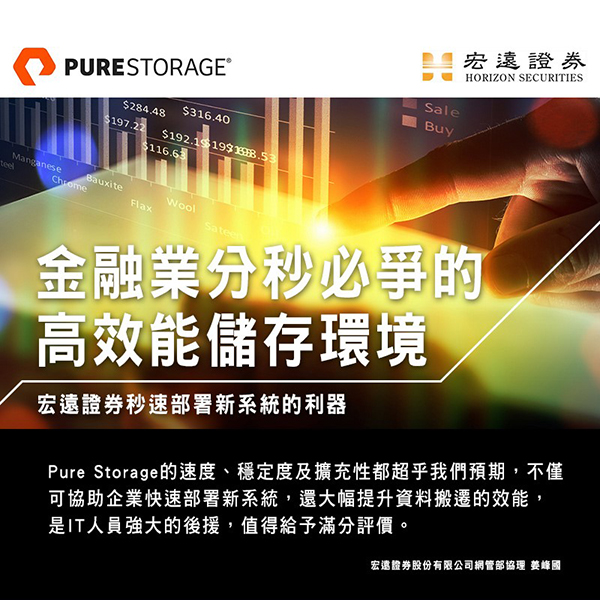 PURESTORAGE®
宏遠證券
HORIZON SECURITIES
$284.48
$316.40
$197.22
$192.19
$116.63
Sale
Buy
Manganese
Chrome
Bauxite
Flax
Wool
金融業分秒必爭的
高效能儲存環境
宏遠證券秒速部署新系統的利器
Pure Storage的速度、穩定度及擴充性都超乎我們預期，不僅
可協助企業快速部署新系統，還大幅提升資料搬遷的效能，
是IT人員強大的後援，值得給予滿分評價。
宏遠證券股份有限公司網管部協理 姜峰國